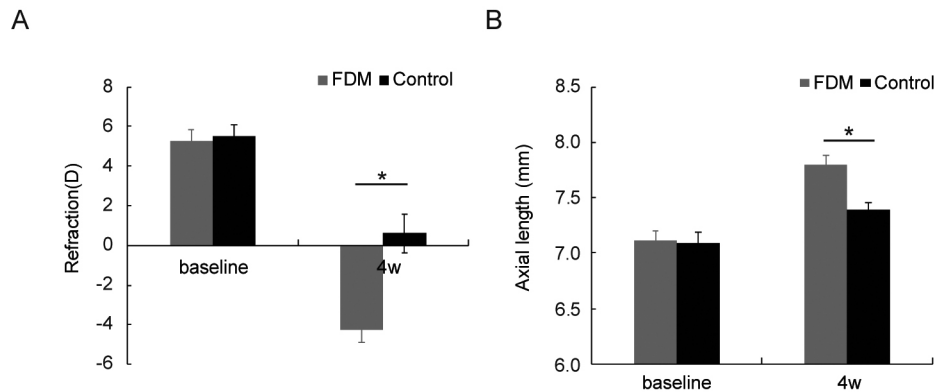 A
FDM Control
8
6
4
2
0
-2
-4
-6
Refraction(D)
*
baseline 4w
B
FDM Control
8.5
8.0
7.5
7.0
6.5
6.0
Axial length (mm)
*
baseline 4w